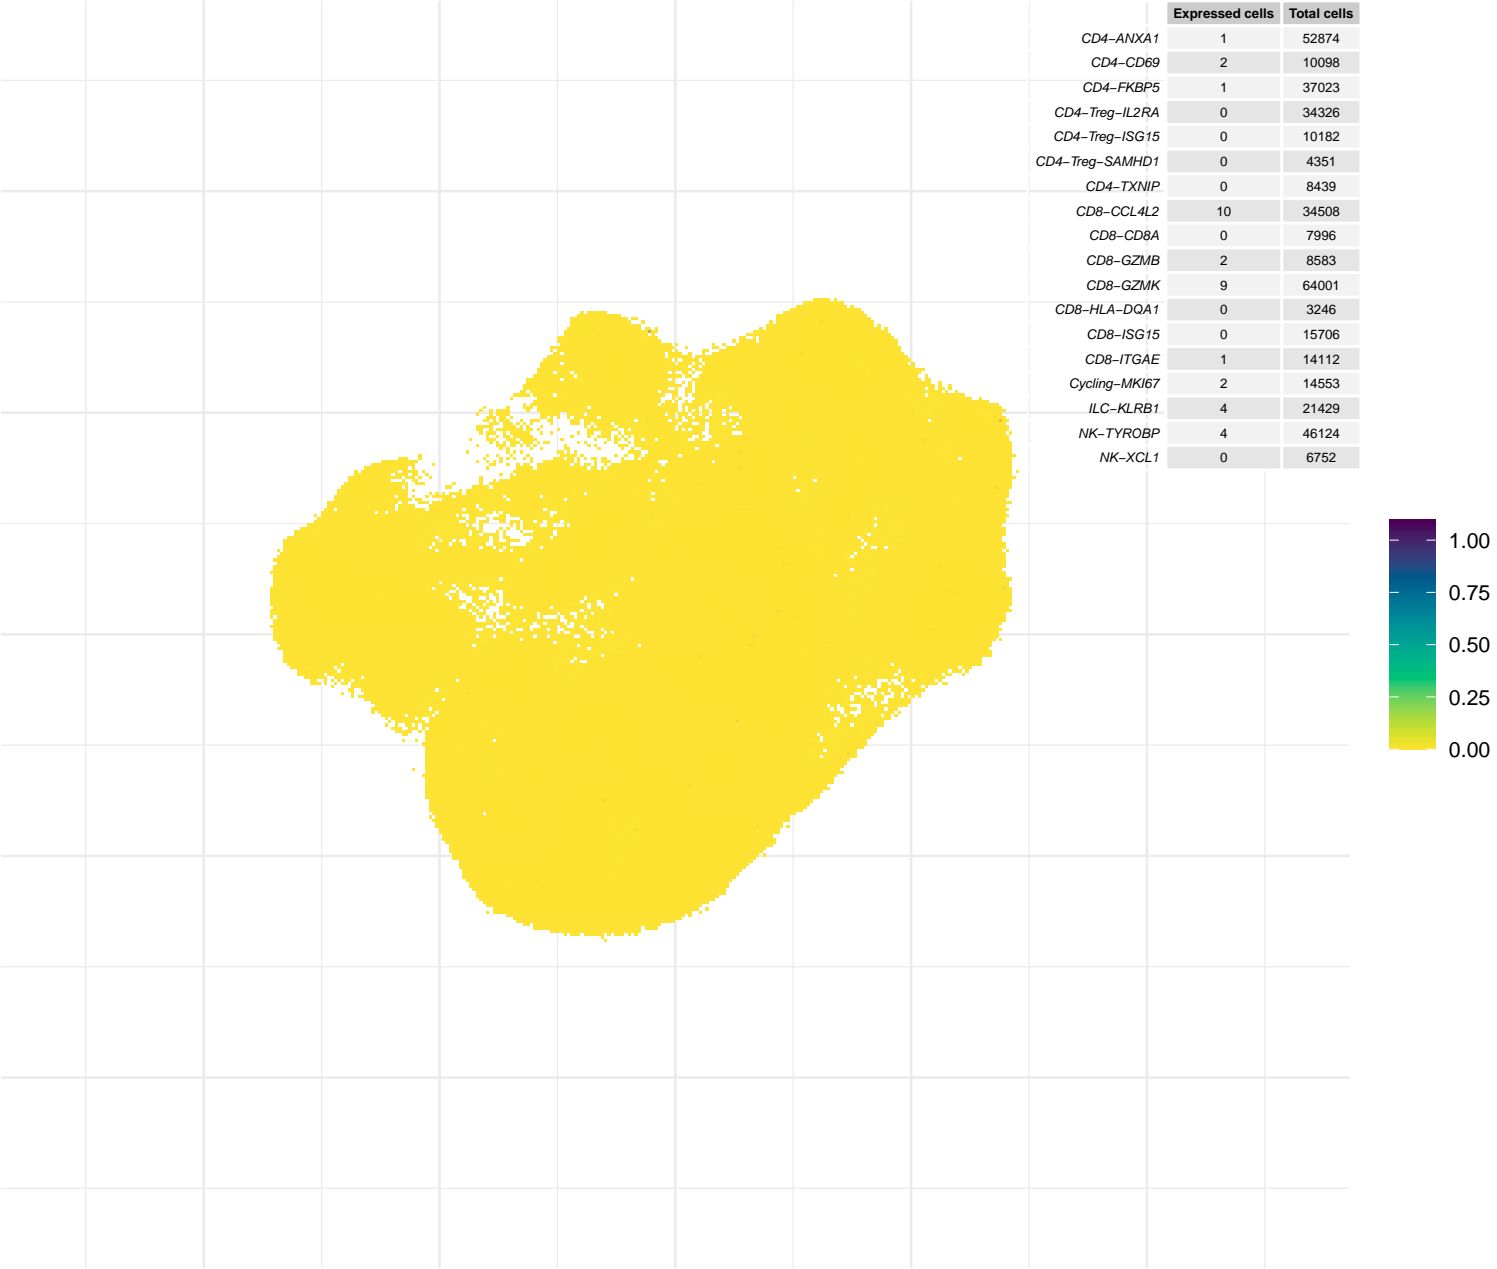 Expressed cells Total cells
CD4−ANXA1 1 52874
CD4−CD69 2 10098
CD4−FKBP5 1 37023
CD4−Treg−IL2RA 0 34326
CD4−Treg−ISG15 0 10182
CD4−Treg−SAMHD1 0 4351
CD4−TXNIP 0 8439
CD8−CCL4L2 10 34508
CD8−CD8A 0 7996
CD8−GZMB 2 8583
CD8−GZMK 9 64001
CD8−HLA−DQA1 0 3246
CD8−ISG15 0 15706
CD8−ITGAE 1 14112
Cycling−MKI67 2 14553
ILC−KLRB1 4 21429
NK−TYROBP 4 46124
NK−XCL1 0 6752
1.00
0.75
0.50
0.25
0.00